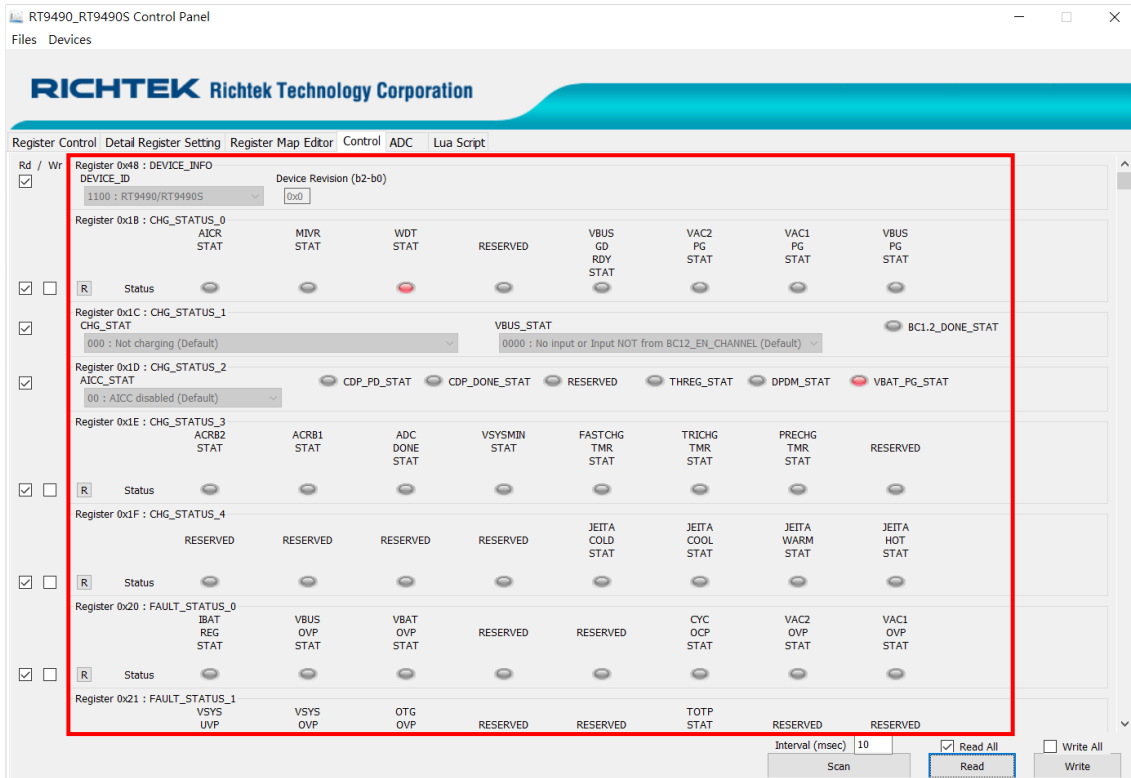 RT9490_RT9490S Control Panel
Files Devices
RICHTEK Richtek Technology Corporation
Register Control Detail Register Setting Register Map Editor Control ADC Lua Script
Rd / Wr
Register 0x48 : DEVICE_INFO
DEVICE_ID Device Revision (b2-b0)
1100 : RT9490/RT9490S 0x0
Register 0x1B : CHG_STATUS_0
AICR MIVR WDT VBUS VAC2 VAC1 VBUS
STAT STAT STAT RESERVED GD PG PG PG
RDY STAT STAT STAT
STAT
R Status
Register 0x1C : CHG_STATUS_1
CHG_STAT VBUS_STAT BC1.2_DONE_STAT
000 : Not charging (Default) 0000 : No input or Input NOT from BC12_EN_CHANNEL (Default)
Register 0x1D : CHG_STATUS_2
AICC_STAT CDP_PD_STAT CDP_DONE_STAT RESERVED THREG_STAT DPDM_STAT VBAT_PG_STAT
00 : AICC disabled (Default)
Register 0x1E : CHG_STATUS_3
ACRB2 ACRB1 ADC VSYSMIN FASTCHG TRICHG PRECHG
STAT STAT DONE STAT TMR TMR TMR RESERVED
STAT STAT STAT STAT
R Status
Register 0x1F : CHG_STATUS_4
JEITA JEITA JEITA JEITA
RESERVED RESERVED RESERVED RESERVED COLD COOL WARM HOT
STAT STAT STAT STAT
R Status
Register 0x20 : FAULT_STATUS_0
IBAT VBUS VBAT CYC VAC2 VAC1
REG OVP OVP RESERVED RESERVED OCP OVP OVP
STAT STAT STAT STAT STAT STAT
R Status
Register 0x21 : FAULT_STATUS_1
VSYS VSYS OTG TOTP
UVP OVP OVP RESERVED RESERVED STAT RESERVED RESERVED
Interval (msec) 10 Read All Write All
Scan Read Write